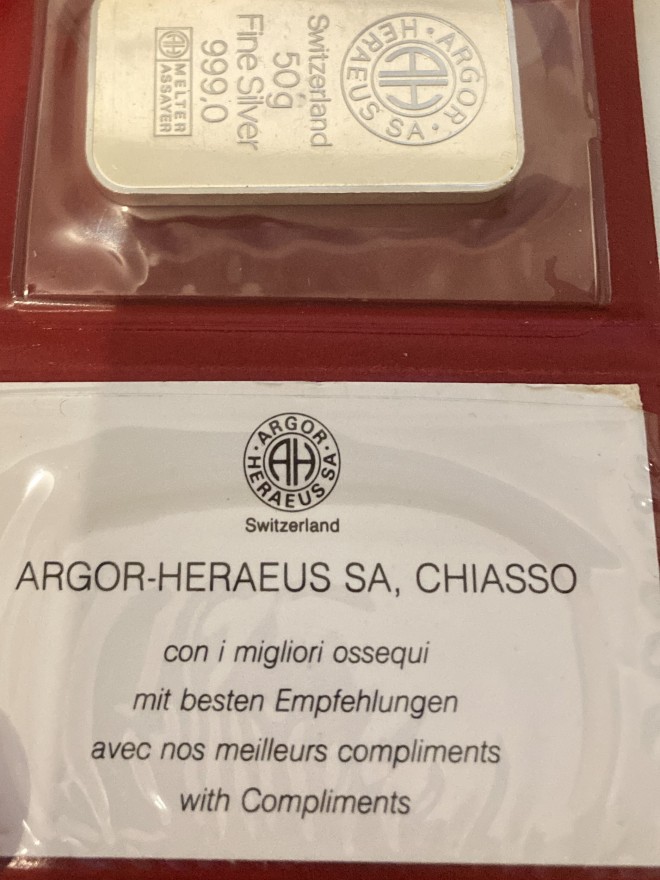 ARGOR · HERAEUS SA ·
AH
Switzerland
50g
Fine Silver
999,0
AH MELTER
ASSAYER
· ARGOR · HERAEUS SA
AH
Switzerland
ARGOR-HERAEUS SA, CHIASSO
con i migliori ossequi
mit besten Empfehlungen
avec nos meilleurs compliments
with Compliments